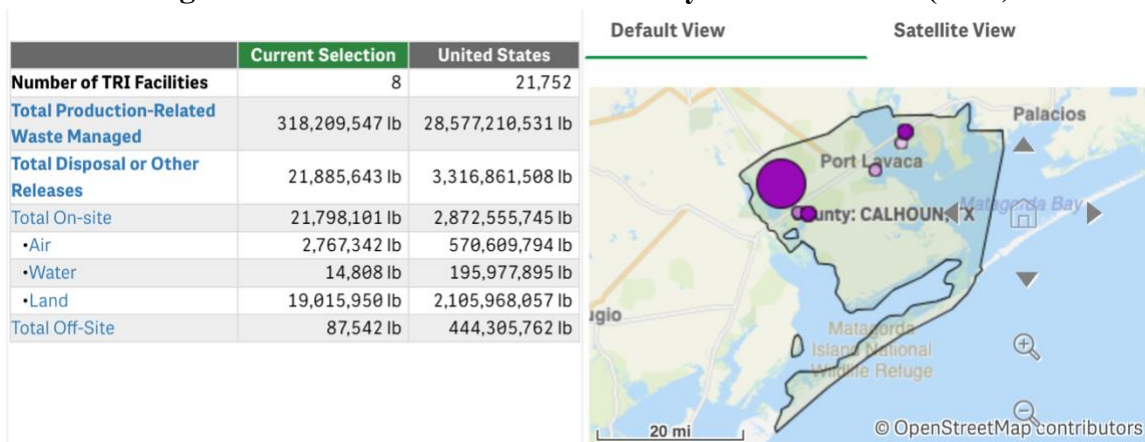 Default View
Satellite View
Current Selection United States
Number of TRI Facilities 8 21,752
Total Production-Related
Waste Managed 318,209,547 lb 28,577,210,531 lb
Total Disposal or Other
Releases 21,885,643 lb 3,316,861,508 lb
Total On-site 21,798,101 lb 2,872,555,745 lb
•Air 2,767,342 lb 570,609,794 lb
•Water 14,808 lb 195,977,895 lb
•Land 19,015,950 lb 2,105,968,057 lb
Total Off-Site 87,542 lb 444,305,762 lb
Palacios
Port Lavaca
unty: CALHOUN, TX
Matagorda Bay
ugio
Matagorda
Island National
Wildlife Refuge
20 mi
© OpenStreetMap contributors